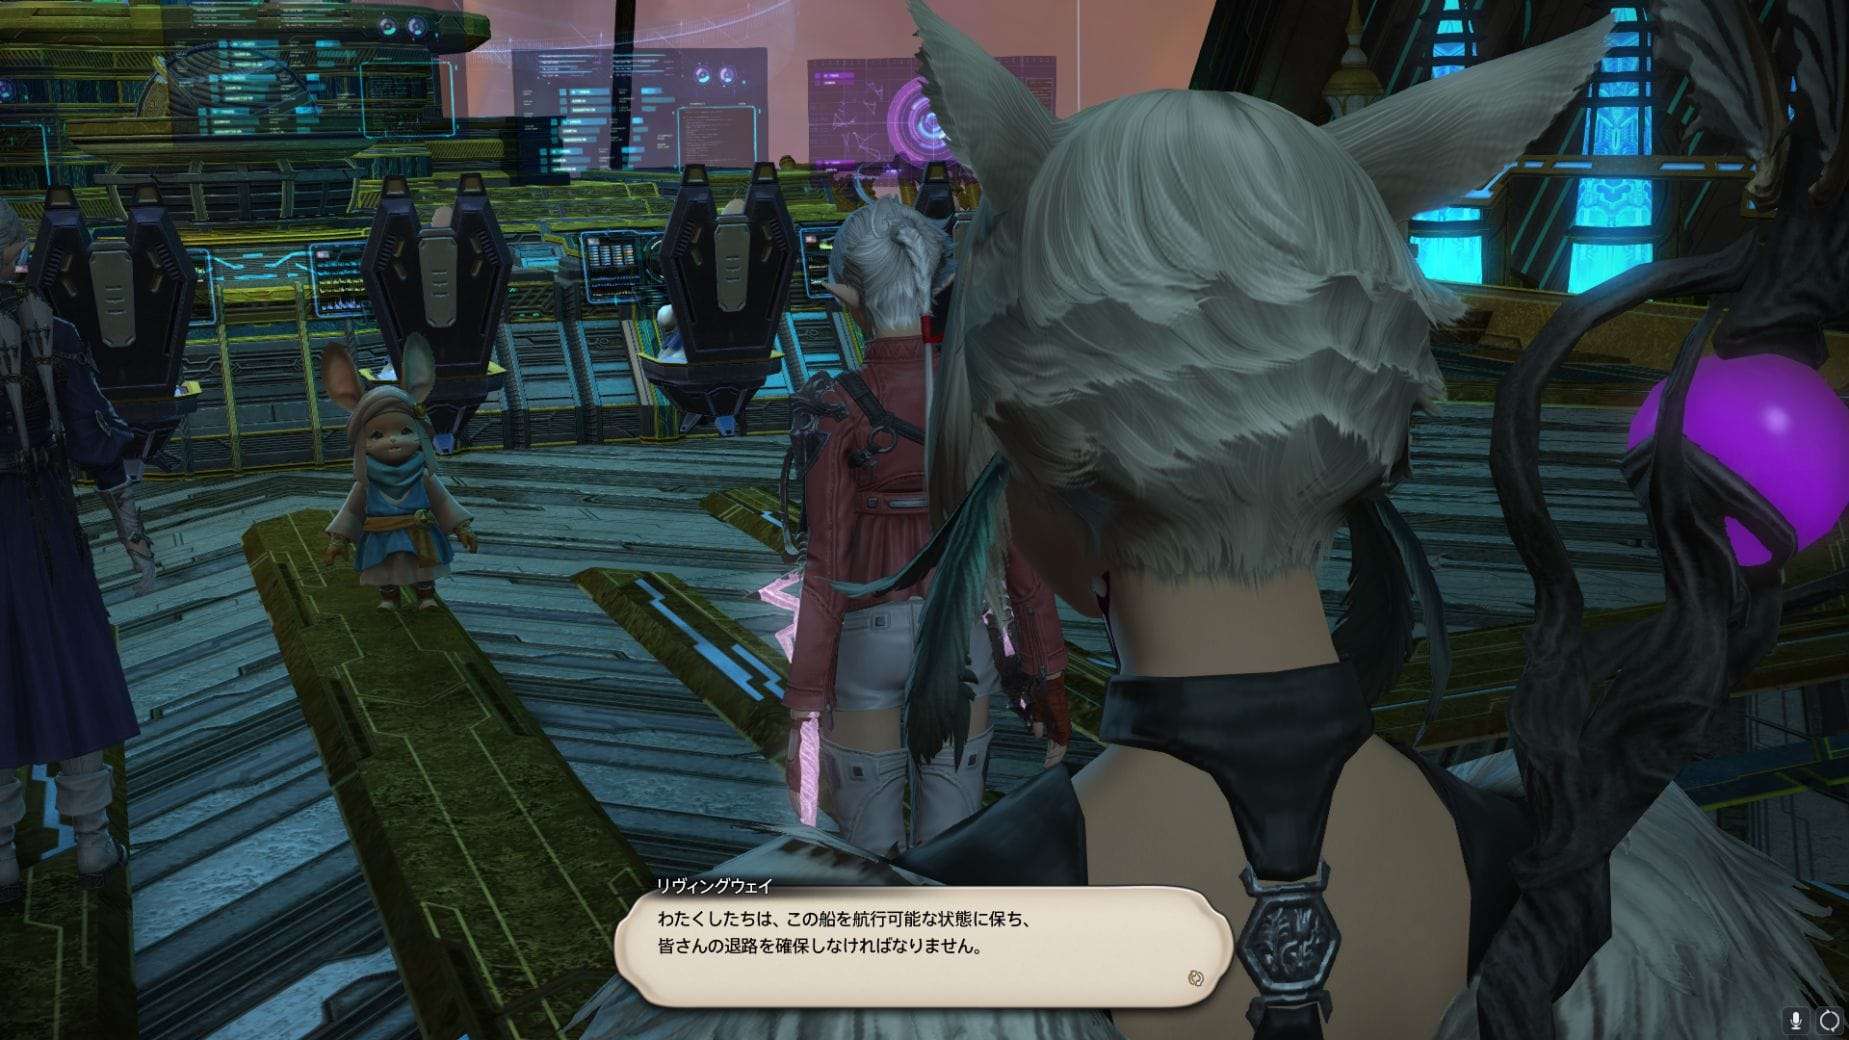 リヴィングウェイ
わたくしたちは、この船を航行可能な状態に保ち、
皆さんの退路を確保しなければなりません。